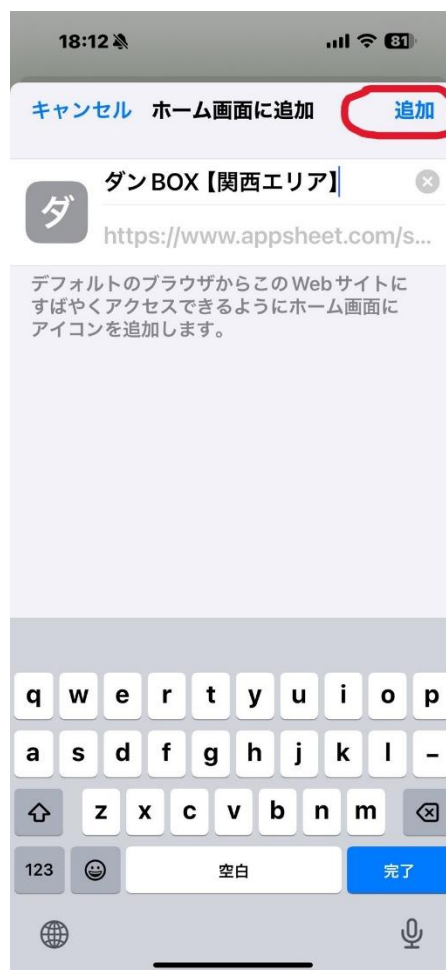 18:12
81
キャンセル ホーム画面に追加 追加
ダ
ダンBOX【関西エリア】
https://www.appsheet.com/s...
デフォルトのブラウザからこのWebサイトに
すばやくアクセスできるようにホーム画面に
アイコンを追加します。
q w e r t y u i o p
a s d f g h j k l -
z x c v b n m
123 空白 完了